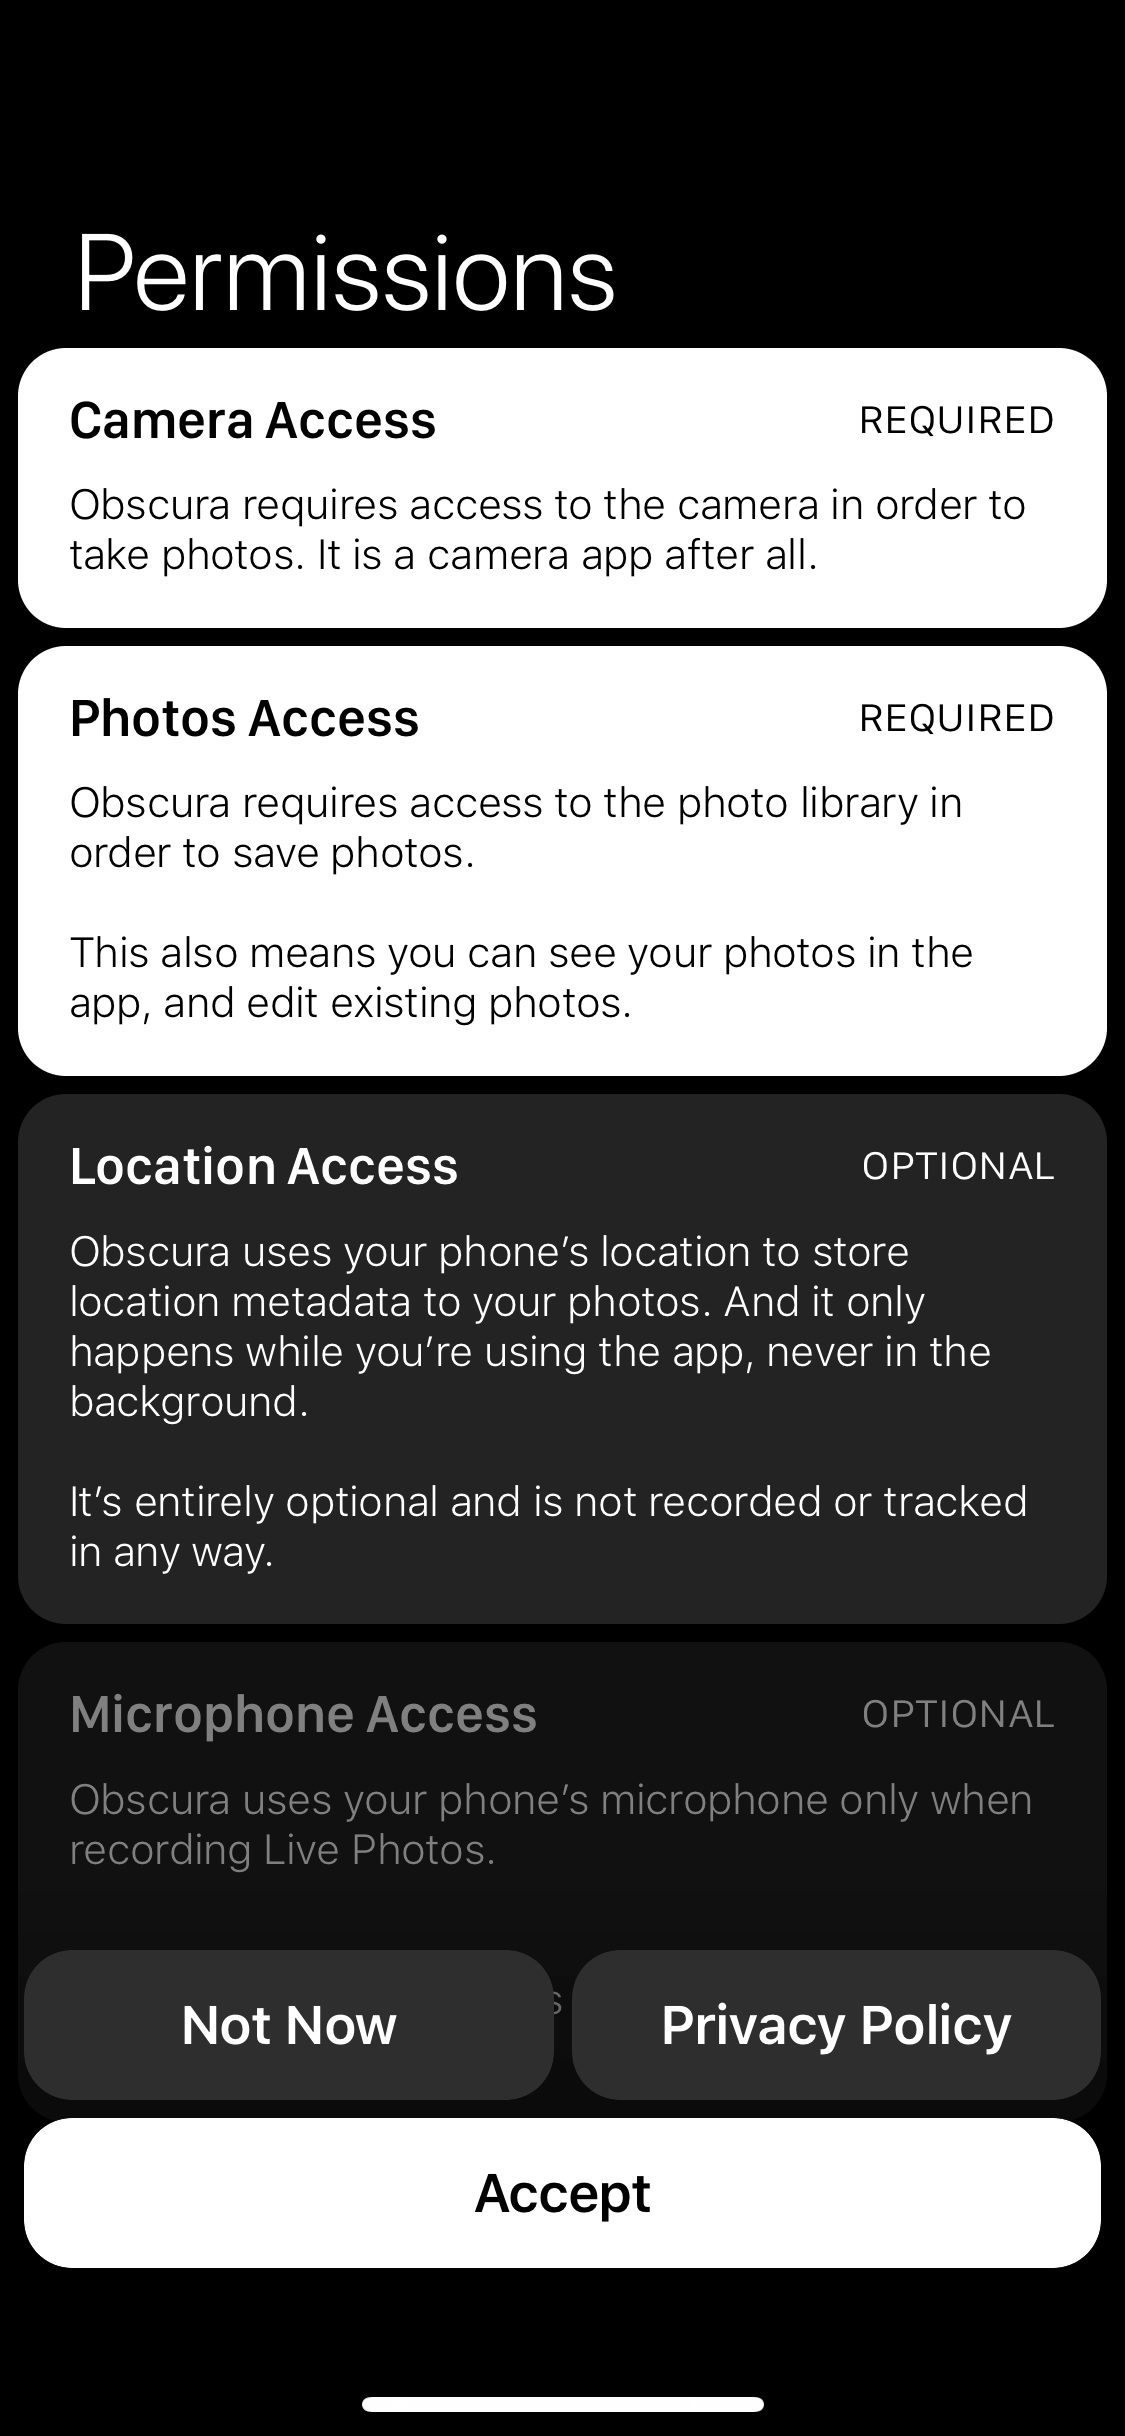 Permissions
Camera Access
REQUIRED
Obscura requires access to the camera in order to
take photos. It is a camera app after all.
Photos Access
REQUIRED
Obscura requires access to the photo library in
order to save photos.
This also means you can see your photos in the
app, and edit existing photos.
Location Access
OPTIONAL
Obscura uses your phone’s location to store
location metadata to your photos. And it only
happens while you’re using the app, never in the
background.
It’s entirely optional and is not recorded or tracked
in any way.
Microphone Access
OPTIONAL
Obscura uses your phone’s microphone only when
recording Live Photos.
Not Now
Privacy Policy
Accept